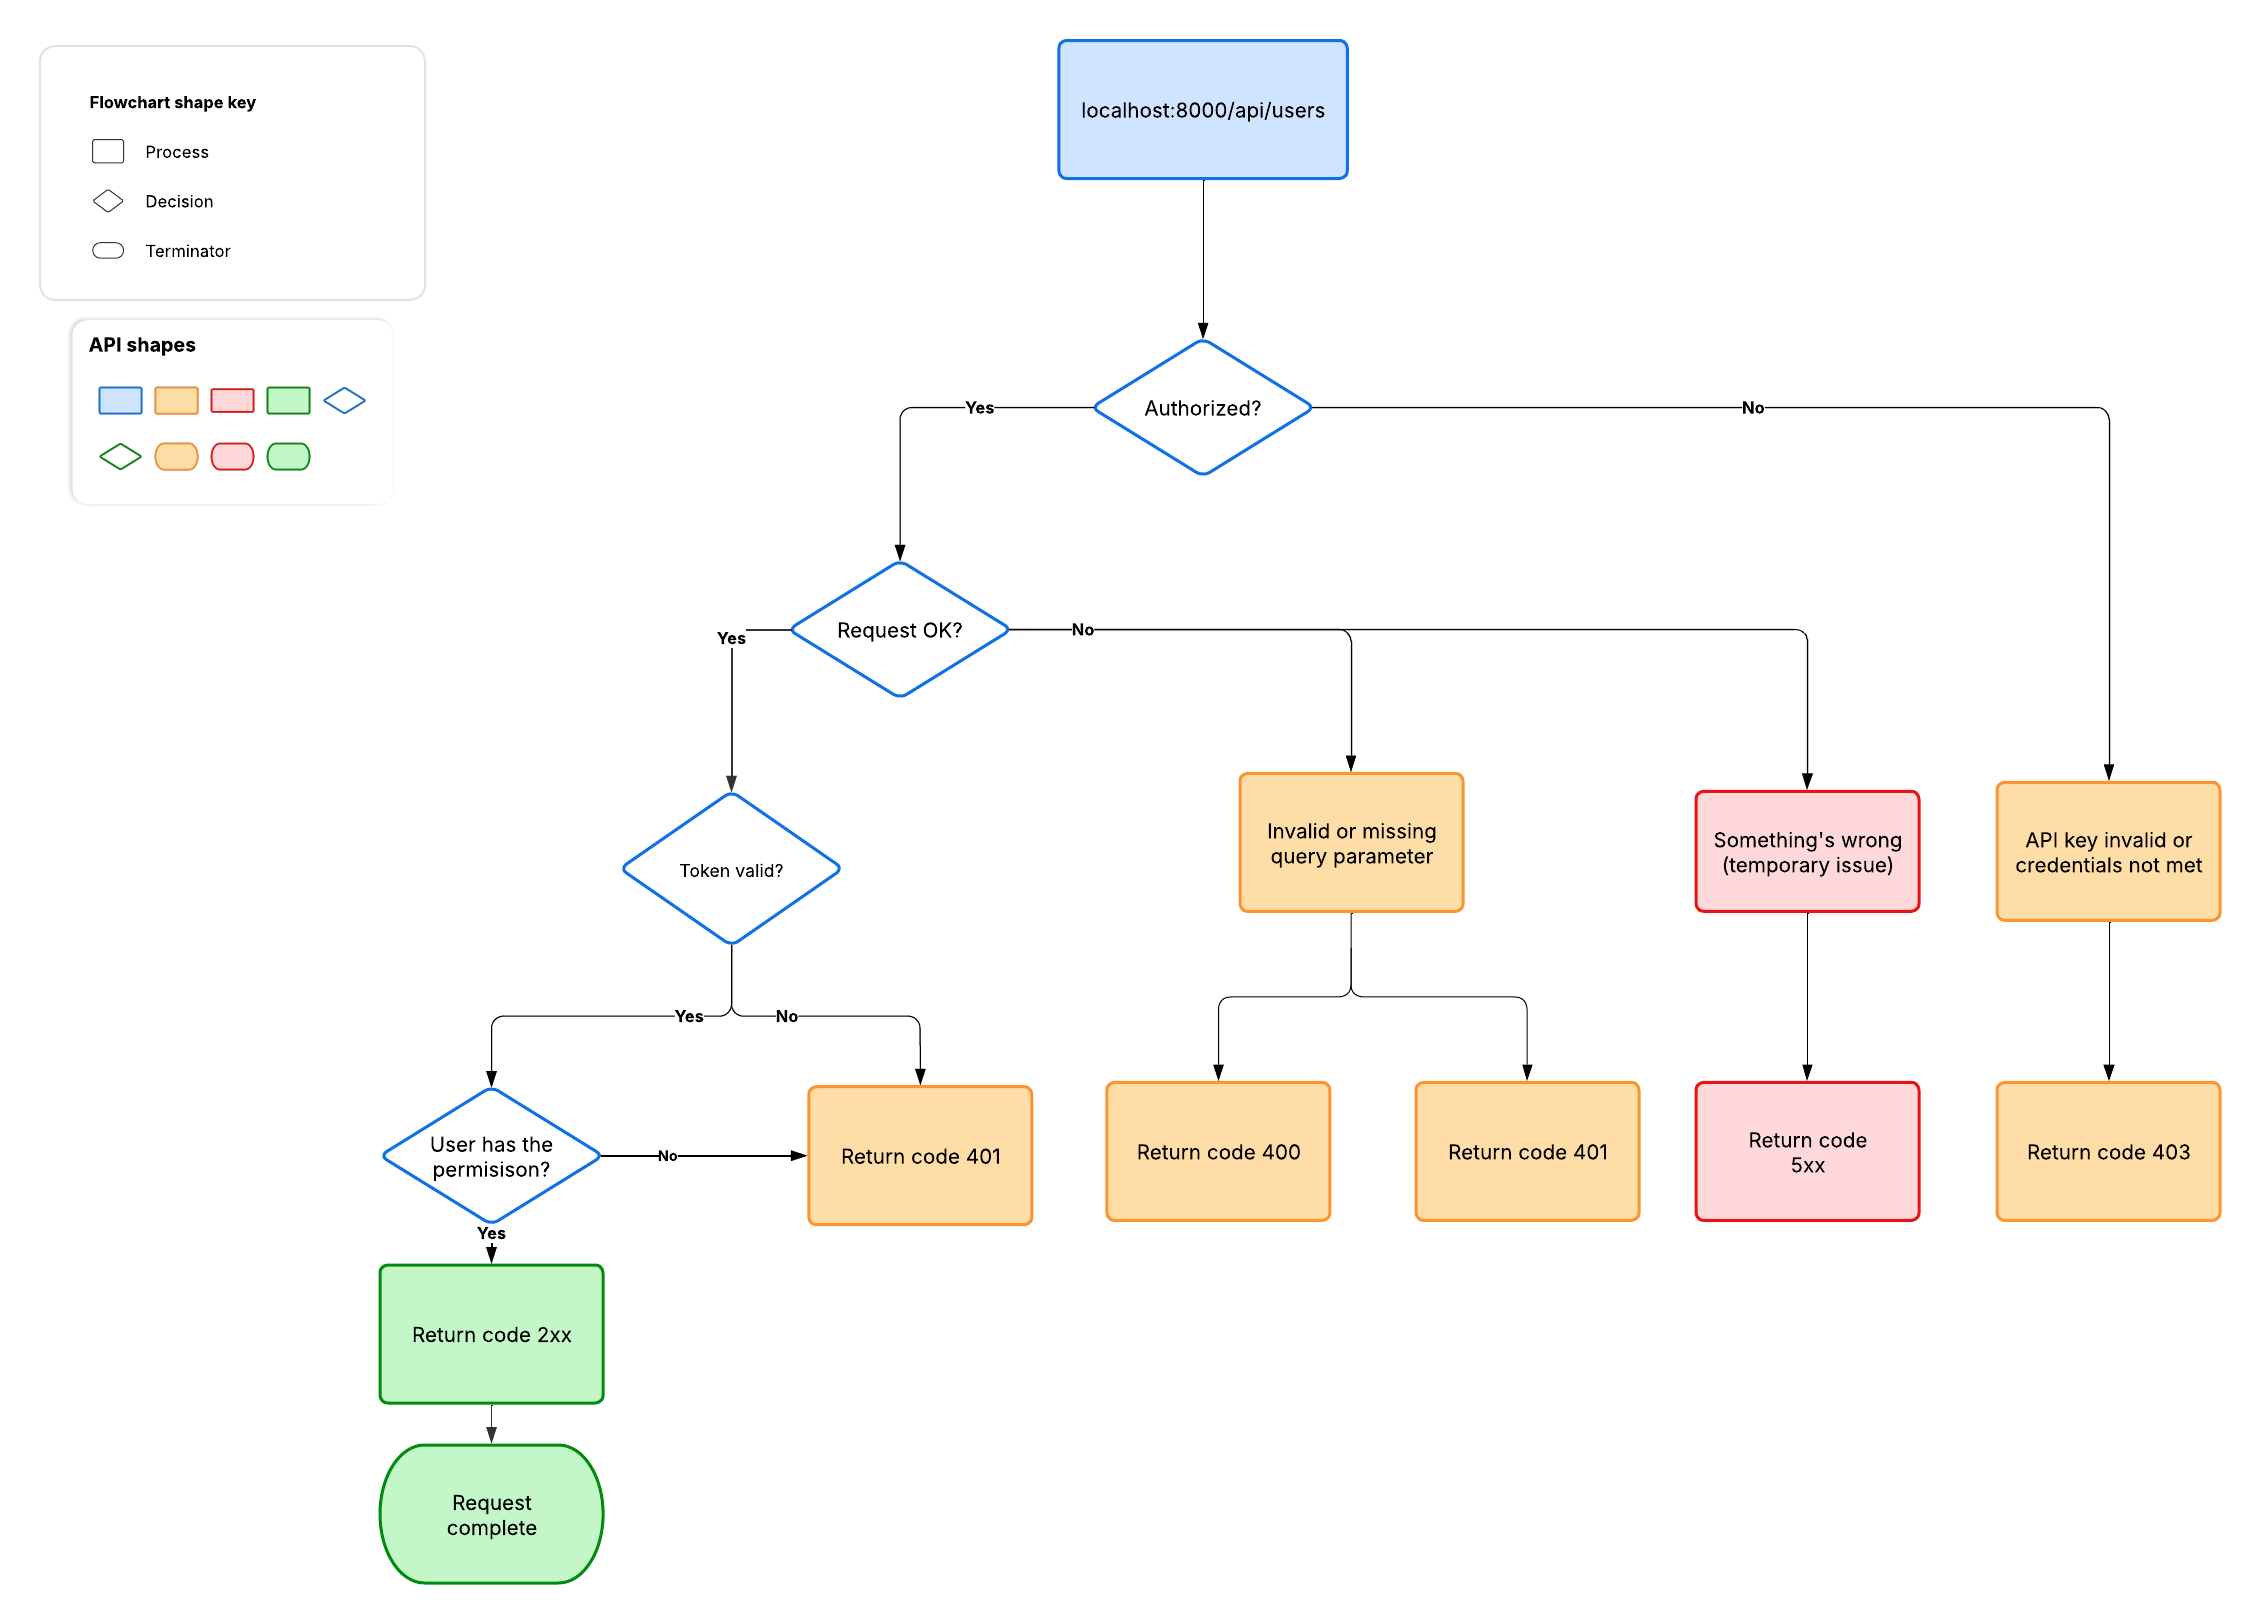 Flowchart shape key
Process
Decision
Terminator
API shapes
localhost:8000/api/users
Authorized?
Yes
No
Request OK?
Yes
No
Token valid?
Invalid or missing
query parameter
Something's wrong
(temporary issue)
API key invalid or
credentials not met
Yes
No
User has the
permisison?
No
Return code 401
Return code 400
Return code 401
Return code
5xx
Return code 403
Yes
Return code 2xx
Request
complete